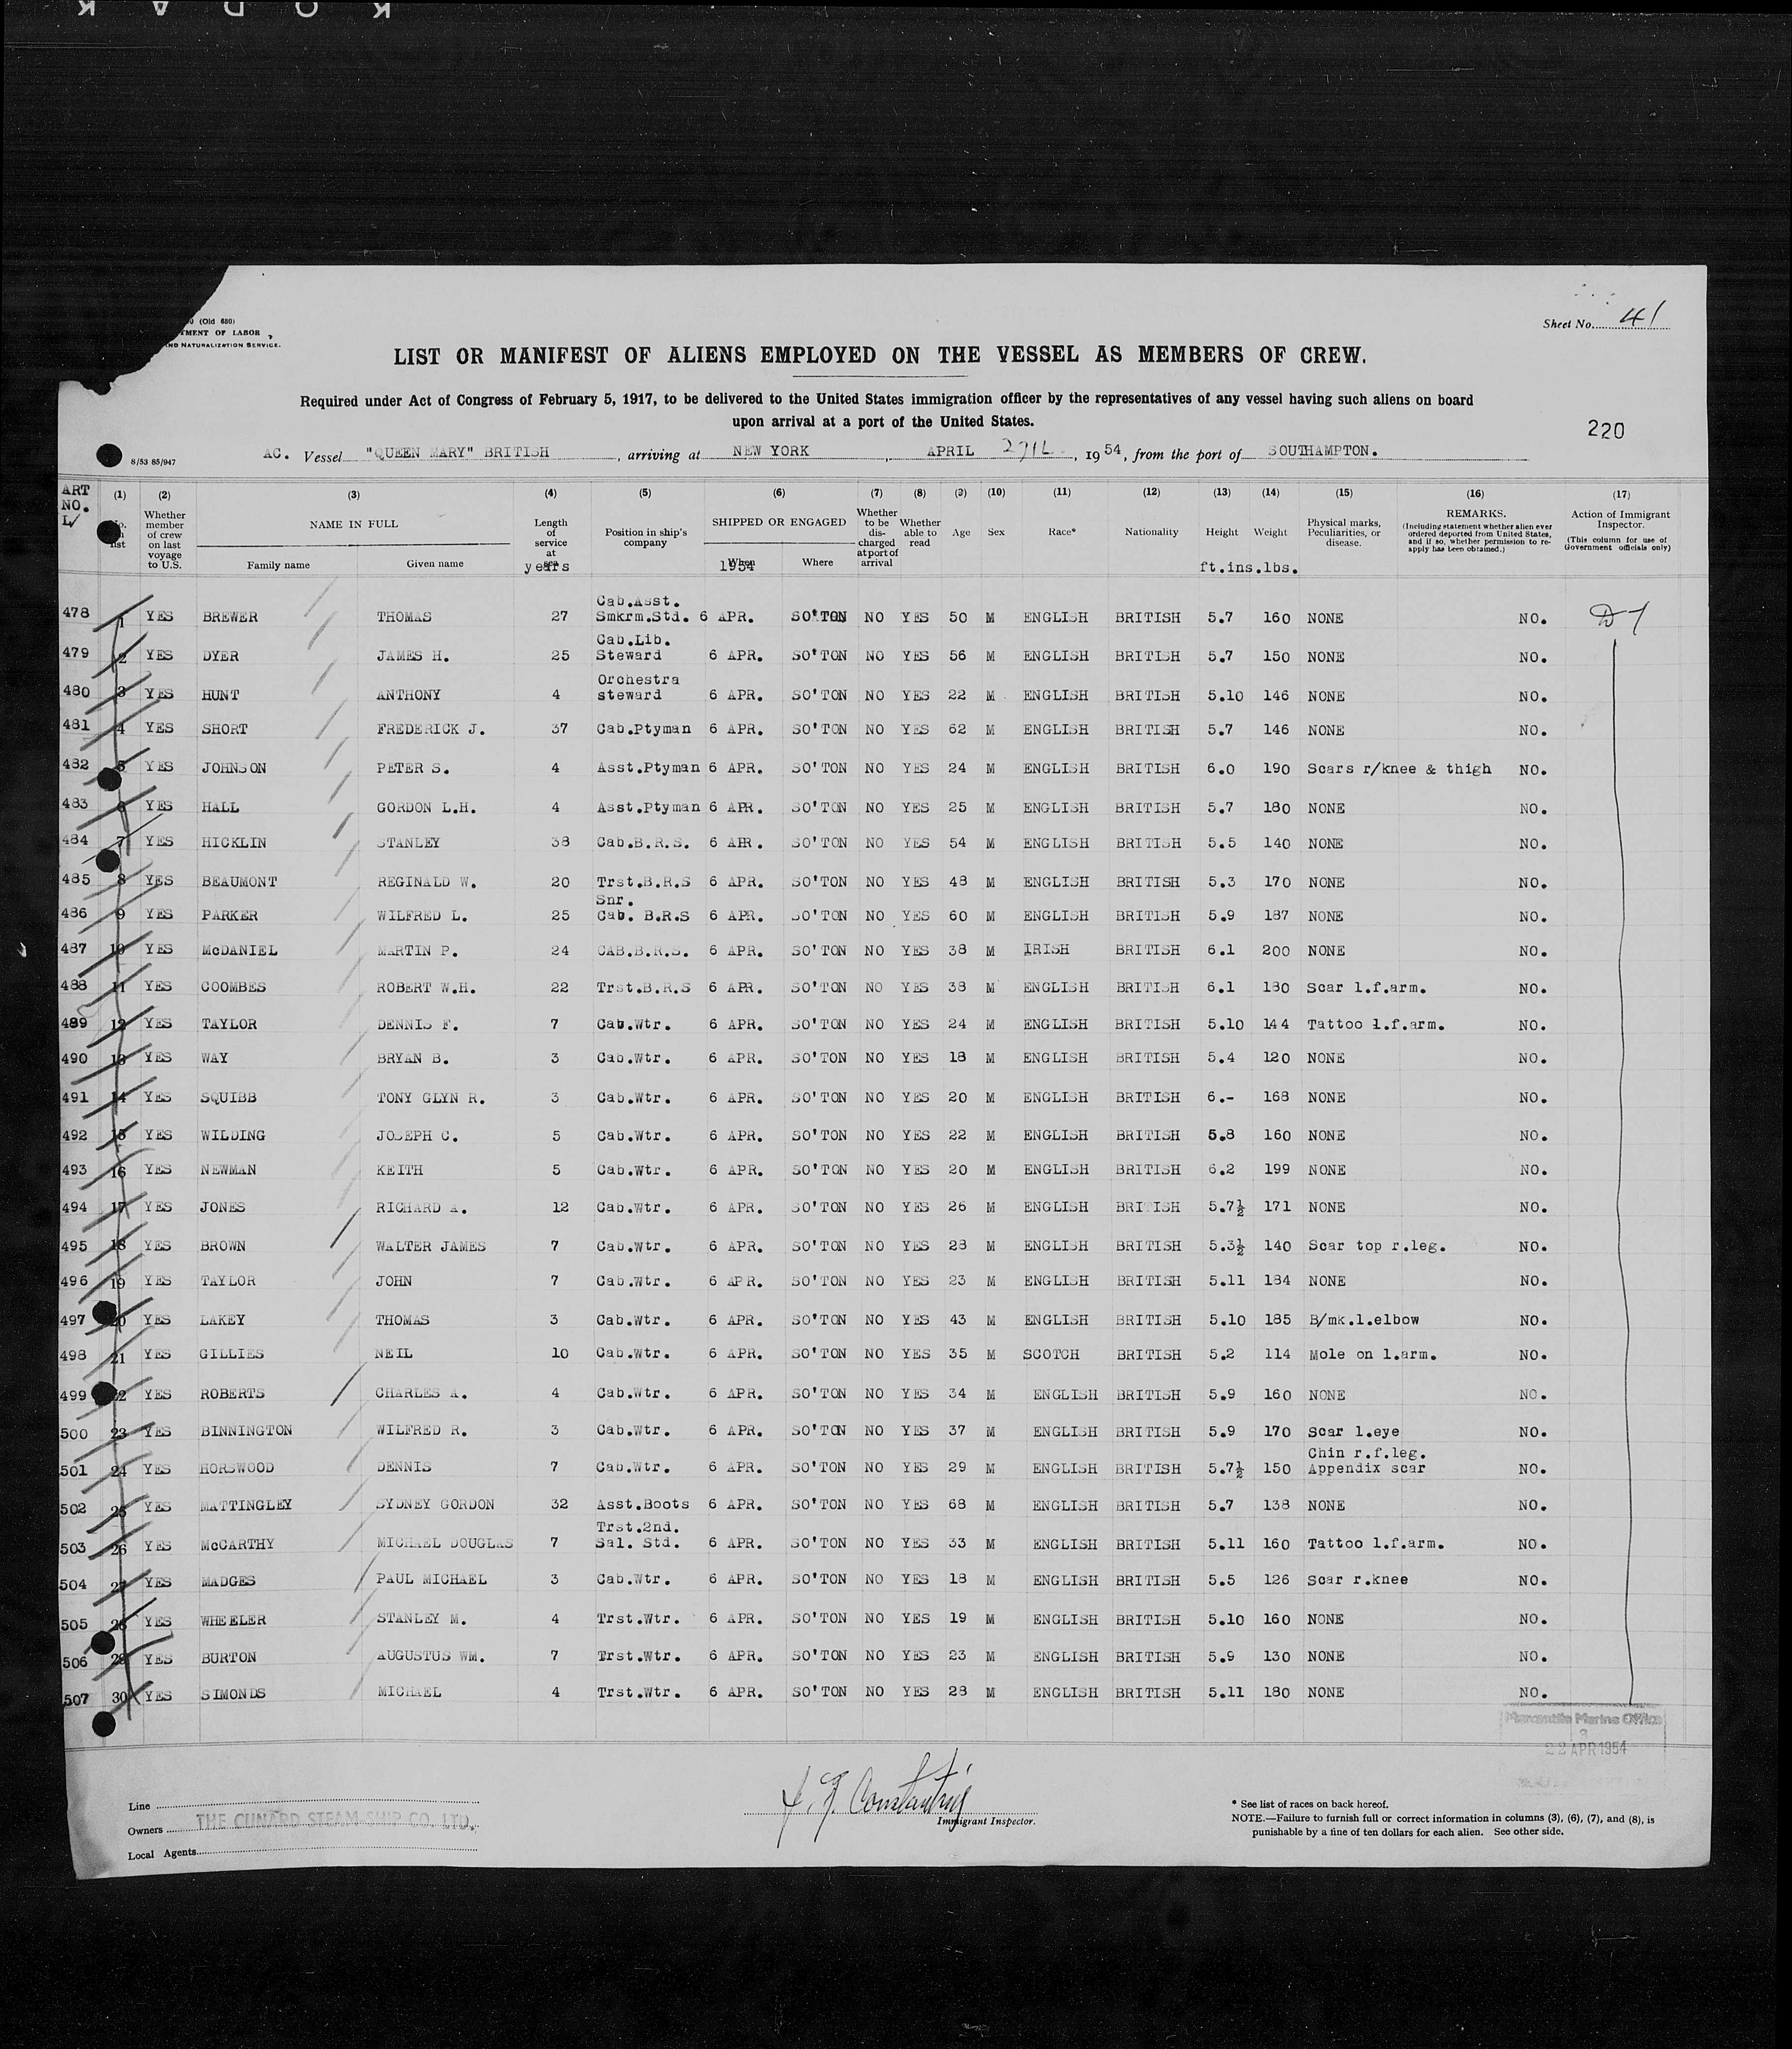 KODAK
(Old 680)
TMENT OF LABOR
ND NATURALIZATION SERVICE.
Sheet No. 41
LIST OR MANIFEST OF ALIENS EMPLOYED ON THE VESSEL AS MEMBERS OF CREW.
Required under Act of Congress of February 5, 1917, to be delivered to the United States immigration officer by the representatives of any vessel having such aliens on board
upon arrival at a port of the United States.
220
8/53 85/947
AC. Vessel "QUEEN MARY" BRITISH, arriving at NEW YORK, APRIL, 1954, from the port of SOUTHAMPTON.
ART NO. (1) (2) Whether member of crew on last voyage to U.S. (3) NAME IN FULL Family name Given name (4) Length of service at sea years (5) Position in ship's company (6) SHIPPED OR ENGAGED When 1954 Where (7) Whether to be discharged at port of arrival (8) Whether able to read (9) Age (10) Sex (11) Race* (12) Nationality (13) Height ft.ins. (14) Weight lbs. (15) Physical marks, Peculiarities, or disease. (16) REMARKS. (Including statement whether alien ever ordered deported from United States, and if so, whether permission to reapply has been obtained.) (17) Action of Immigrant Inspector. (This column for use of Government officials only)
478 1 YES BREWER THOMAS 27 Cab.Asst. Smkrm.Std. 6 APR. SO'TON NO YES 50 M ENGLISH BRITISH 5.7 160 NONE NO.
479 2 YES DYER JAMES H. 25 Cab.Lib. Steward 6 APR. SO'TON NO YES 56 M ENGLISH BRITISH 5.7 150 NONE NO.
480 3 YES HUNT ANTHONY 4 Orchestra steward 6 APR. SO'TON NO YES 22 M ENGLISH BRITISH 5.10 146 NONE NO.
481 4 YES SHORT FREDERICK J. 37 Cab.Ptyman 6 APR. SO'TON NO YES 62 M ENGLISH BRITISH 5.7 146 NONE NO.
482 5 YES JOHNSON PETER S. 4 Asst.Ptyman 6 APR. SO'TON NO YES 24 M ENGLISH BRITISH 6.0 190 Scars r/knee & thigh NO.
483 6 YES HALL GORDON L.H. 4 Asst.Ptyman 6 APR. SO'TON NO YES 25 M ENGLISH BRITISH 5.7 180 NONE NO.
484 7 YES HICKLIN STANLEY 38 Cab.B.R.S. 6 APR. SO'TON NO YES 54 M ENGLISH BRITISH 5.5 140 NONE NO.
485 8 YES BEAUMONT REGINALD W. 20 Trst.B.R.S 6 APR. SO'TON NO YES 48 M ENGLISH BRITISH 5.3 170 NONE NO.
486 9 YES PARKER WILFRED L. 25 Snr. Cab. B.R.S 6 APR. SO'TON NO YES 60 M ENGLISH BRITISH 5.9 187 NONE NO.
487 10 YES McDANIEL MARTIN P. 24 CAB.B.R.S. 6 APR. SO'TON NO YES 38 M IRISH BRITISH 6.1 200 NONE NO.
488 11 YES COOMBES ROBERT W.H. 22 Trst.B.R.S 6 APR. SO'TON NO YES 38 M ENGLISH BRITISH 6.1 180 Scar l.f.arm. NO.
489 12 YES TAYLOR DENNIS F. 7 Cab.Wtr. 6 APR. SO'TON NO YES 24 M ENGLISH BRITISH 5.10 144 Tattoo l.f.arm. NO.
490 13 YES WAY BRYAN B. 3 Cab.Wtr. 6 APR. SO'TON NO YES 18 M ENGLISH BRITISH 5.4 120 NONE NO.
491 14 YES SQUIBB TONY GLYN R. 3 Cab.Wtr. 6 APR. SO'TON NO YES 20 M ENGLISH BRITISH 6.- 168 NONE NO.
492 15 YES WILDING JOSEPH C. 5 Cab.Wtr. 6 APR. SO'TON NO YES 22 M ENGLISH BRITISH 5.8 160 NONE NO.
493 16 YES NEWMAN KEITH 5 Cab.Wtr. 6 APR. SO'TON NO YES 20 M ENGLISH BRITISH 6.2 199 NONE NO.
494 17 YES JONES RICHARD A. 12 Cab.Wtr. 6 APR. SO'TON NO YES 26 M ENGLISH BRITISH 5.7½ 171 NONE NO.
495 18 YES BROWN WALTER JAMES 7 Cab.Wtr. 6 APR. SO'TON NO YES 28 M ENGLISH BRITISH 5.3½ 140 Scar top r.leg. NO.
496 19 YES TAYLOR JOHN 7 Cab.Wtr. 6 APR. SO'TON NO YES 23 M ENGLISH BRITISH 5.11 184 NONE NO.
497 20 YES LAKEY THOMAS 3 Cab.Wtr. 6 APR. SO'TON NO YES 43 M ENGLISH BRITISH 5.10 185 B/mk.l.elbow NO.
498 21 YES GILLIES NEIL 10 Cab.Wtr. 6 APR. SO'TON NO YES 35 M SCOTCH BRITISH 5.2 114 Mole on l.arm. NO.
499 22 YES ROBERTS CHARLES A. 4 Cab.Wtr. 6 APR. SO'TON NO YES 34 M ENGLISH BRITISH 5.9 160 NONE NO.
500 23 YES BINNINGTON WILFRED R. 3 Cab.Wtr. 6 APR. SO'TON NO YES 37 M ENGLISH BRITISH 5.9 170 Scar l.eye NO.
501 24 YES HORSWOOD DENNIS 7 Cab.Wtr. 6 APR. SO'TON NO YES 29 M ENGLISH BRITISH 5.7½ 150 Chin r.f.leg. Appendix scar NO.
502 25 YES MATTINGLEY SYDNEY GORDON 32 Asst.Boots 6 APR. SO'TON NO YES 68 M ENGLISH BRITISH 5.7 138 NONE NO.
503 26 YES McCARTHY MICHAEL DOUGLAS 7 Trst.2nd. Sal. Std. 6 APR. SO'TON NO YES 33 M ENGLISH BRITISH 5.11 160 Tattoo l.f.arm. NO.
504 27 YES MADGES PAUL MICHAEL 3 Cab.Wtr. 6 APR. SO'TON NO YES 18 M ENGLISH BRITISH 5.5 126 Scar r.knee NO.
505 28 YES WHEELER STANLEY M. 4 Trst.Wtr. 6 APR. SO'TON NO YES 19 M ENGLISH BRITISH 5.10 160 NONE NO.
506 29 YES BURTON AUGUSTUS WM. 7 Trst.Wtr. 6 APR. SO'TON NO YES 23 M ENGLISH BRITISH 5.9 130 NONE NO.
507 30 YES SIMONDS MICHAEL 4 Trst.Wtr. 6 APR. SO'TON NO YES 28 M ENGLISH BRITISH 5.11 180 NONE NO.
Mercantile Marine Office
22 APR 1954
Line
Owners THE CUNARD STEAM SHIP CO. LTD.
Local Agents
Immigrant Inspector.
* See list of races on back hereof.
NOTE.—Failure to furnish full or correct information in columns (3), (6), (7), and (8), is
punishable by a fine of ten dollars for each alien. See other side.